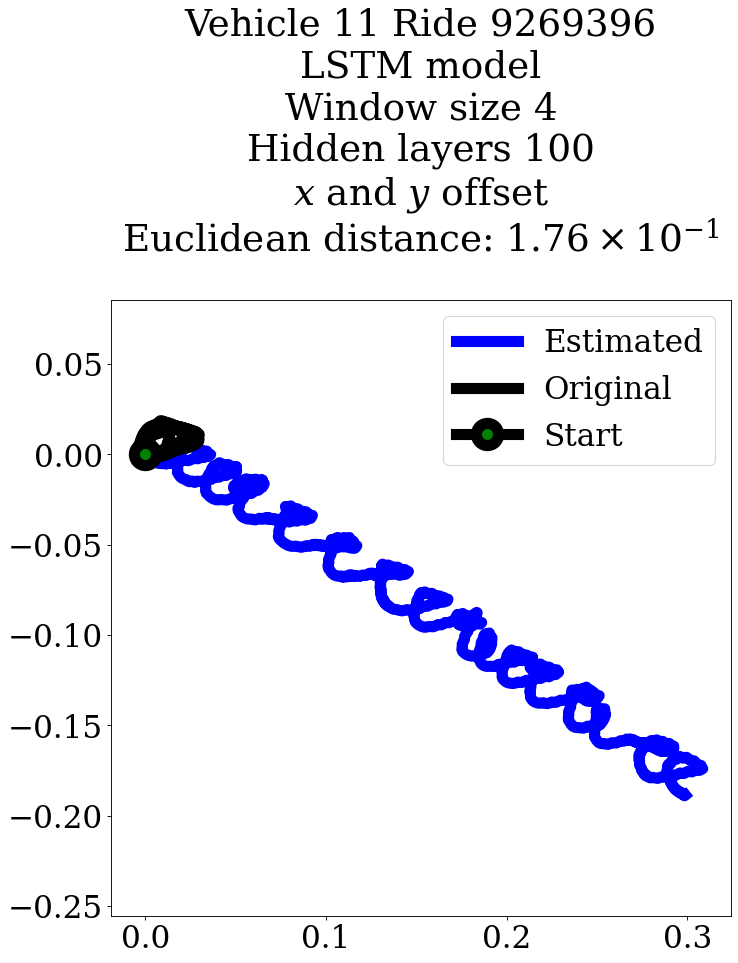 Vehicle 11 Ride 9269396
LSTM model
Window size 4
Hidden layers 100
x and y offset
Euclidean distance: 1.76 × 10⁻¹
Estimated
Original
Start
0.05
0.00
−0.05
−0.10
−0.15
−0.20
−0.25
0.0 0.1 0.2 0.3